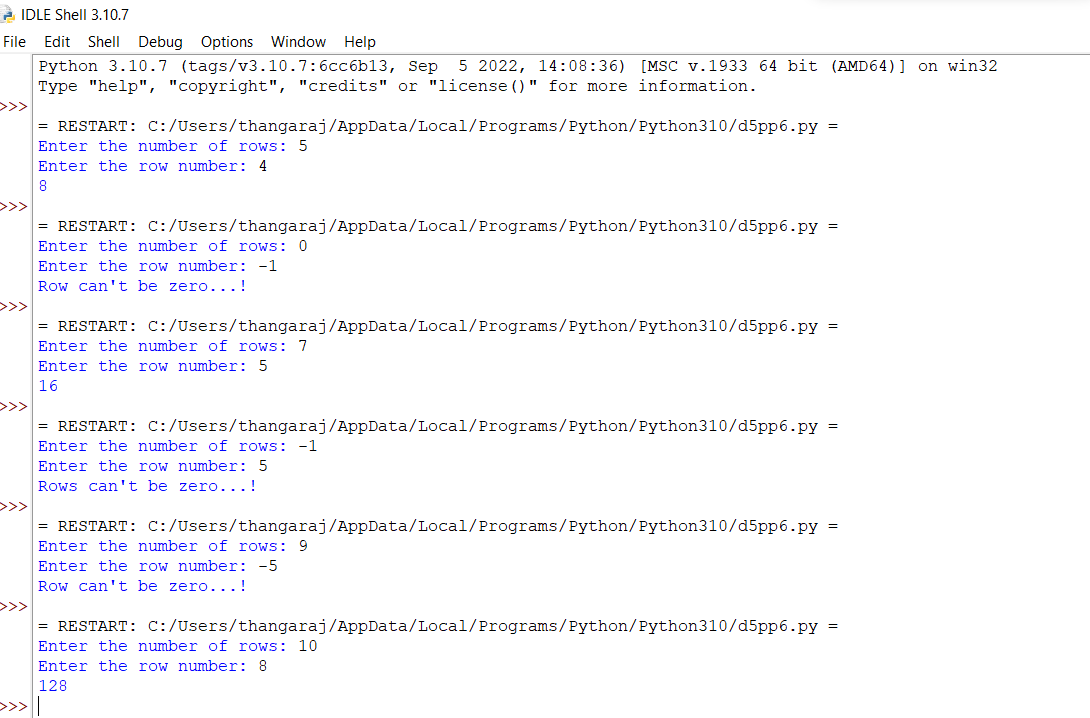 IDLE Shell 3.10.7
File Edit Shell Debug Options Window Help
Python 3.10.7 (tags/v3.10.7:6cc6b13, Sep  5 2022, 14:08:36) [MSC v.1933 64 bit (AMD64)] on win32
Type "help", "copyright", "credits" or "license()" for more information.
>>>
= RESTART: C:/Users/thangaraj/AppData/Local/Programs/Python/Python310/d5pp6.py =
Enter the number of rows: 5
Enter the row number: 4
8
>>>
= RESTART: C:/Users/thangaraj/AppData/Local/Programs/Python/Python310/d5pp6.py =
Enter the number of rows: 0
Enter the row number: -1
Row can't be zero...!
>>>
= RESTART: C:/Users/thangaraj/AppData/Local/Programs/Python/Python310/d5pp6.py =
Enter the number of rows: 7
Enter the row number: 5
16
>>>
= RESTART: C:/Users/thangaraj/AppData/Local/Programs/Python/Python310/d5pp6.py =
Enter the number of rows: -1
Enter the row number: 5
Rows can't be zero...!
>>>
= RESTART: C:/Users/thangaraj/AppData/Local/Programs/Python/Python310/d5pp6.py =
Enter the number of rows: 9
Enter the row number: -5
Row can't be zero...!
>>>
= RESTART: C:/Users/thangaraj/AppData/Local/Programs/Python/Python310/d5pp6.py =
Enter the number of rows: 10
Enter the row number: 8
128
>>>